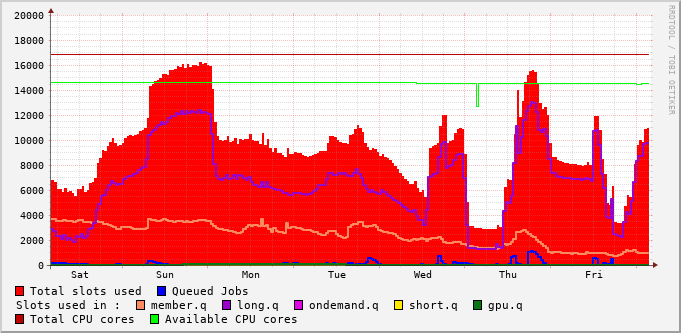 20000
18000
16000
14000
12000
10000
8000
6000
4000
2000
0
Sat Sun Mon Tue Wed Thu Fri
RRDTOOL / TOBI OETIKER
Total slots used Queued Jobs
Slots used in : member.q long.q ondemand.q short.q gpu.q
Total CPU cores Available CPU cores